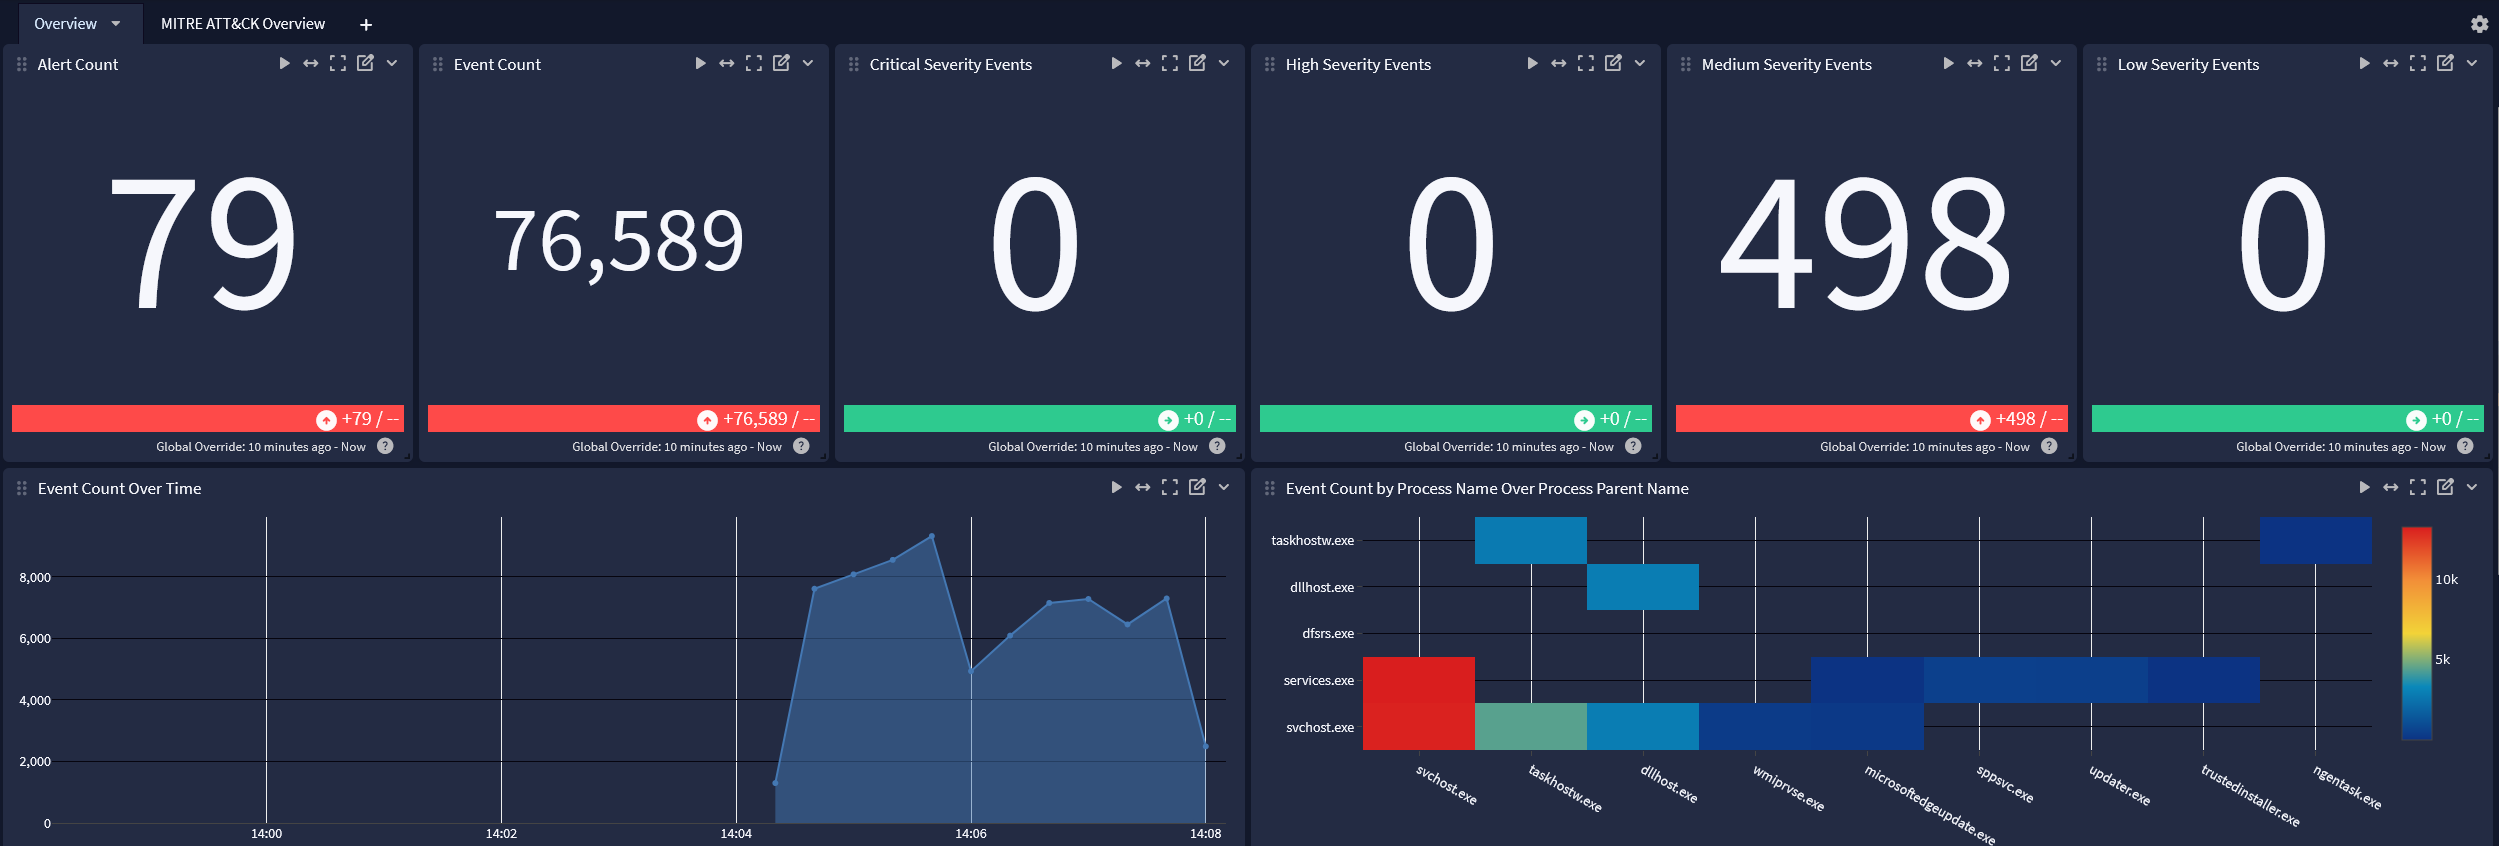 Overview
MITRE ATT&CK Overview
+
Alert Count
Event Count
Critical Severity Events
High Severity Events
Medium Severity Events
Low Severity Events
79
76,589
0
0
498
0
+79 / --
+76,589 / --
+0 / --
+0 / --
+498 / --
+0 / --
Global Override: 10 minutes ago - Now ?
Global Override: 10 minutes ago - Now ?
Global Override: 10 minutes ago - Now ?
Global Override: 10 minutes ago - Now ?
Global Override: 10 minutes ago - Now ?
Global Override: 10 minutes ago - Now ?
Event Count Over Time
8,000
6,000
4,000
2,000
0
14:00
14:02
14:04
14:06
14:08
Event Count by Process Name Over Process Parent Name
taskhostw.exe
dllhost.exe
dfsrs.exe
services.exe
svchost.exe
svchost.exe
taskhostw.exe
dllhost.exe
wmiprvse.exe
microsoftedgeupdate.exe
sppsvc.exe
updater.exe
trustedinstaller.exe
ngentask.exe
10k
5k